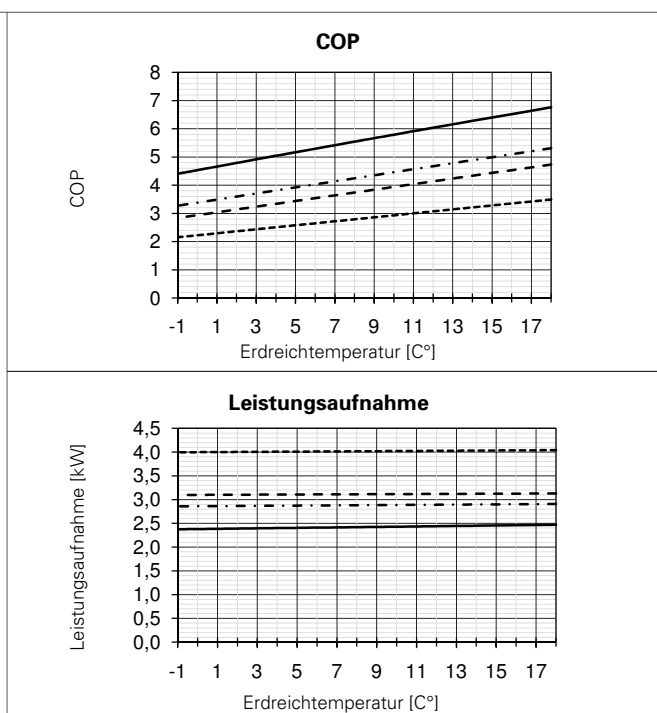 COP
8
7
6
5
4
3
2
1
0
COP
-1 1 3 5 7 9 11 13 15 17
Erdreichtemperatur [C°]
Leistungsaufnahme
4,5
4,0
3,5
3,0
2,5
2,0
1,5
1,0
0,5
0,0
Leistungsaufnahme [kW]
-1 1 3 5 7 9 11 13 15 17
Erdreichtemperatur [C°]